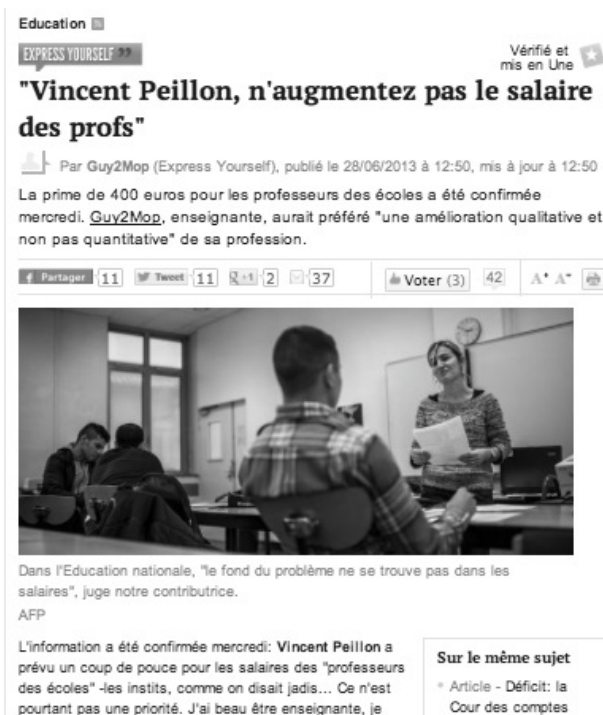 Education
EXPRESS YOURSELF
Vérifié et
mis en Une
"Vincent Peillon, n'augmentez pas le salaire
des profs"
Par Guy2Mop (Express Yourself), publié le 28/06/2013 à 12:50, mis à jour à 12:50
La prime de 400 euros pour les professeurs des écoles a été confirmée
mercredi. Guy2Mop, enseignante, aurait préféré "une amélioration qualitative et
non pas quantitative" de sa profession.
Partager 11 Tweet 11 +1 2 37 Voter (3) 42 A+ A-
Dans l'Education nationale, "le fond du problème ne se trouve pas dans les
salaires", juge notre contributrice.
AFP
L'information a été confirmée mercredi: Vincent Peillon a
prévu un coup de pouce pour les salaires des "professeurs
des écoles" -les instits, comme on disait jadis... Ce n'est
pourtant pas une priorité. J'ai beau être enseignante, je
Sur le même sujet
Article - Déficit: la
Cour des comptes